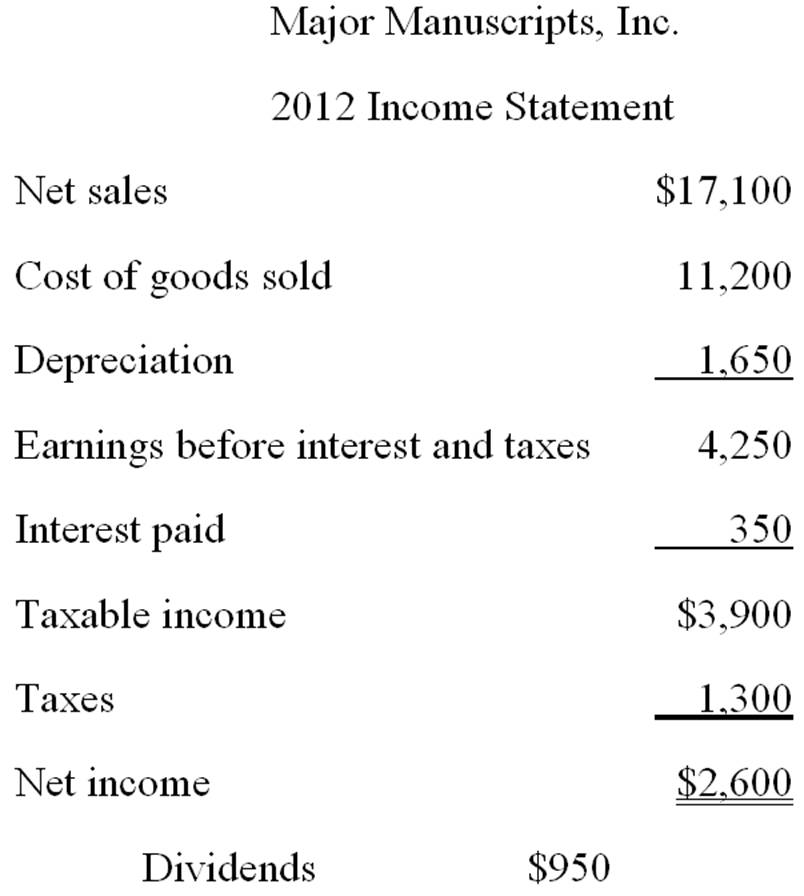 Major Manuscripts, Inc.
2012 Income Statement
Net sales $17,100
Cost of goods sold 11,200
Depreciation 1,650
Earnings before interest and taxes 4,250
Interest paid 350
Taxable income $3,900
Taxes 1,300
Net income $2,600
Dividends $950